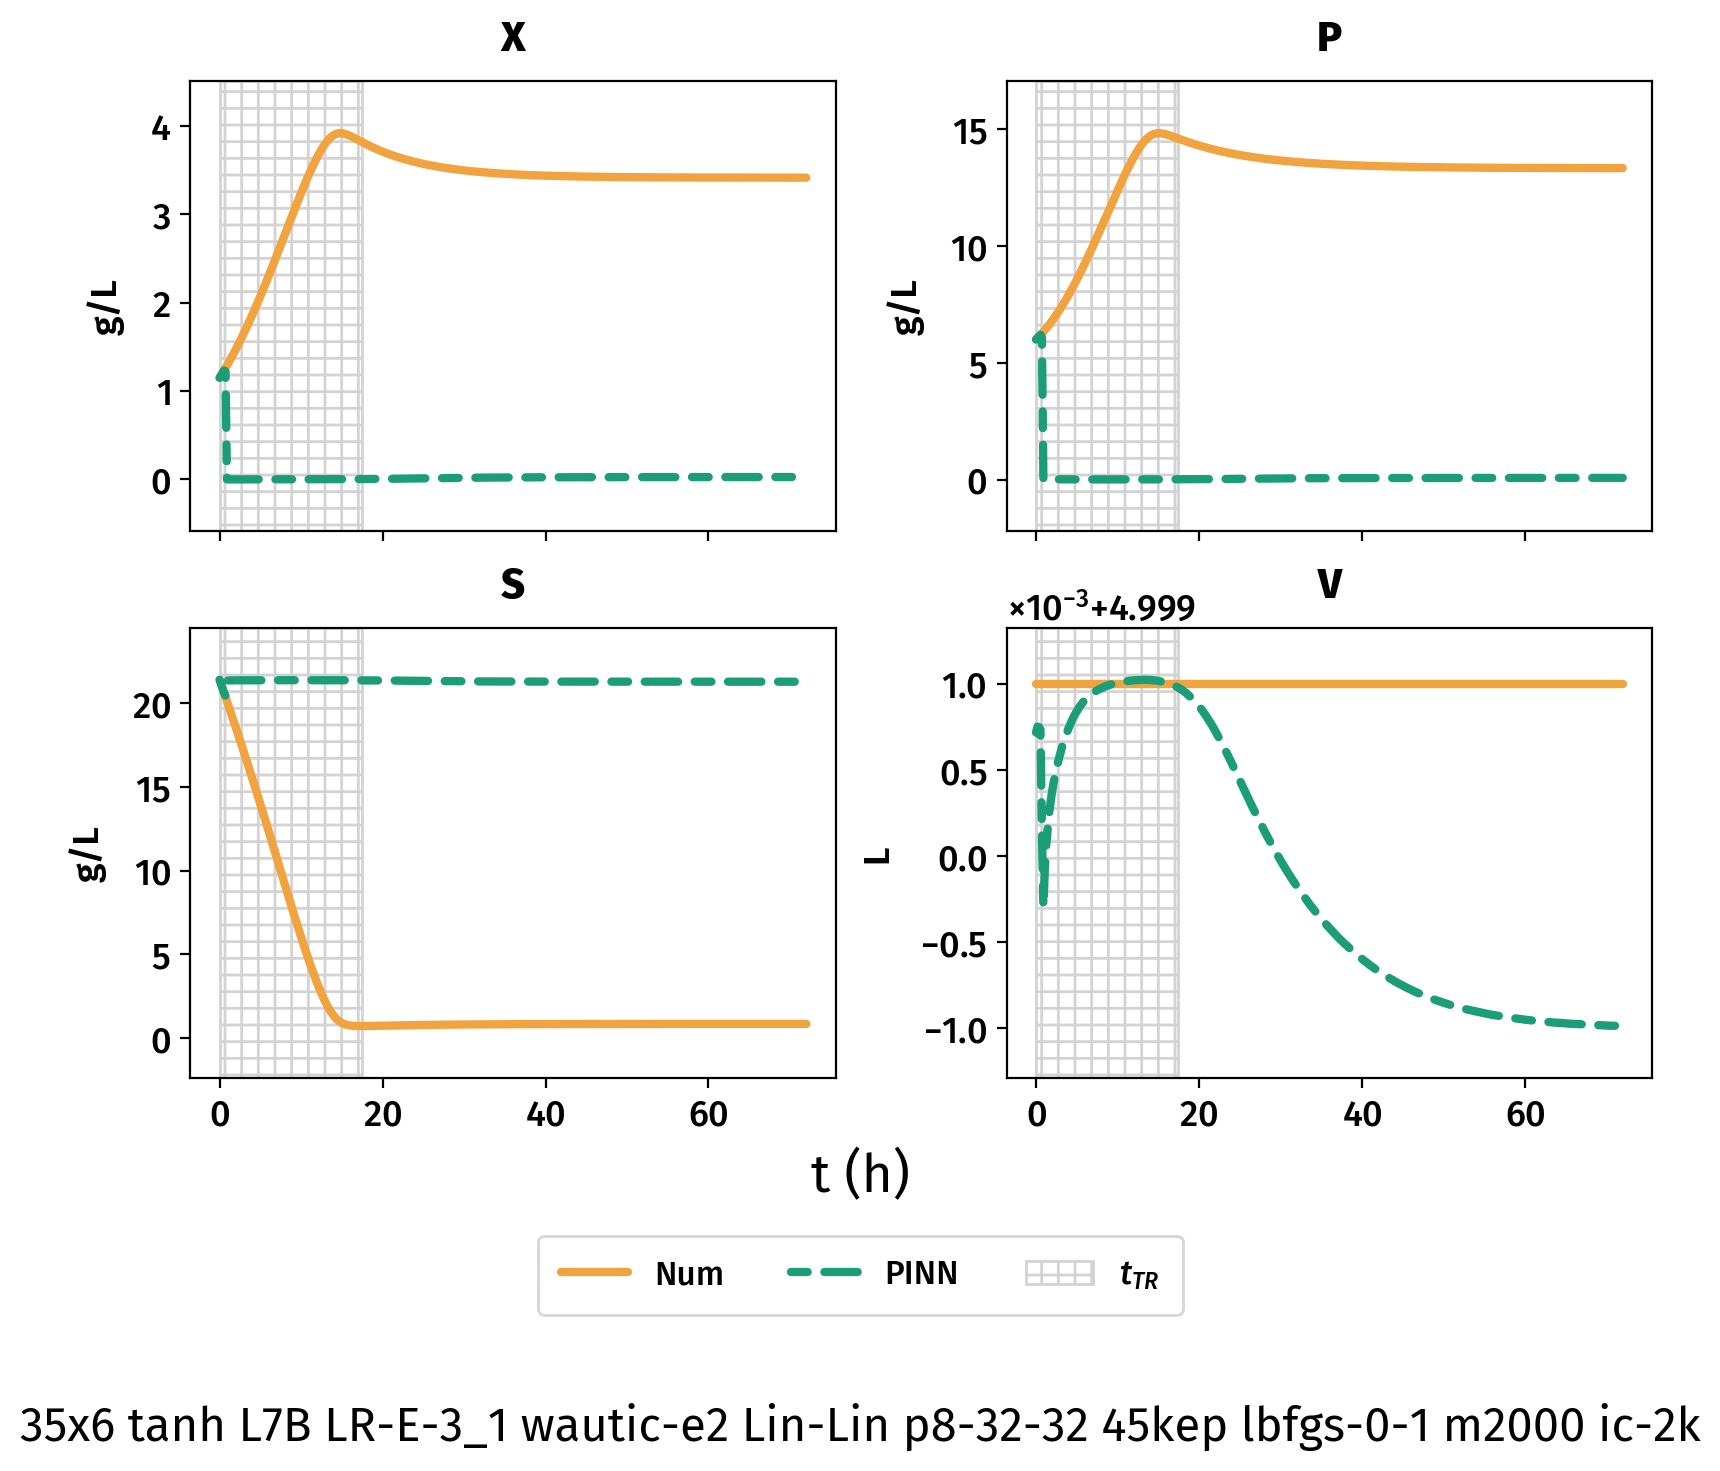 X
P
g/L
4
3
2
1
0
g/L
15
10
5
0
S
V
×10⁻³+4.999
g/L
20
15
10
5
0
L
1.0
0.5
0.0
−0.5
−1.0
0 20 40 60
0 20 40 60
t (h)
Num PINN t_TR
35x6 tanh L7B LR-E-3_1 wautic-e2 Lin-Lin p8-32-32 45kep lbfgs-0-1 m2000 ic-2k